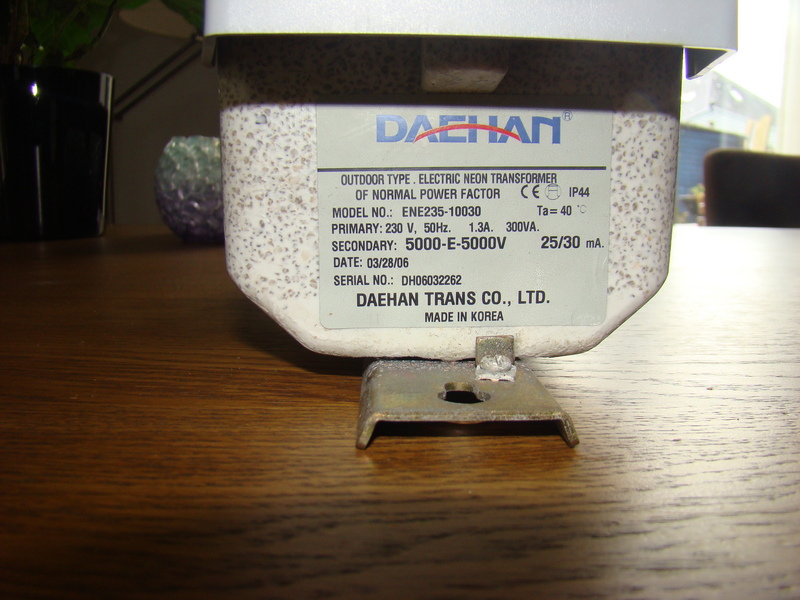 DAEHAN®
OUTDOOR TYPE . ELECTRIC NEON TRANSFORMER
OF NORMAL POWER FACTOR CE IP44
MODEL NO.: ENE235-10030 Ta= 40 °C
PRIMARY: 230 V, 50Hz. 1.3A. 300VA.
SECONDARY: 5000-E-5000V 25/30 mA.
DATE: 03/28/06
SERIAL NO.: DH06032262
DAEHAN TRANS CO., LTD.
MADE IN KOREA